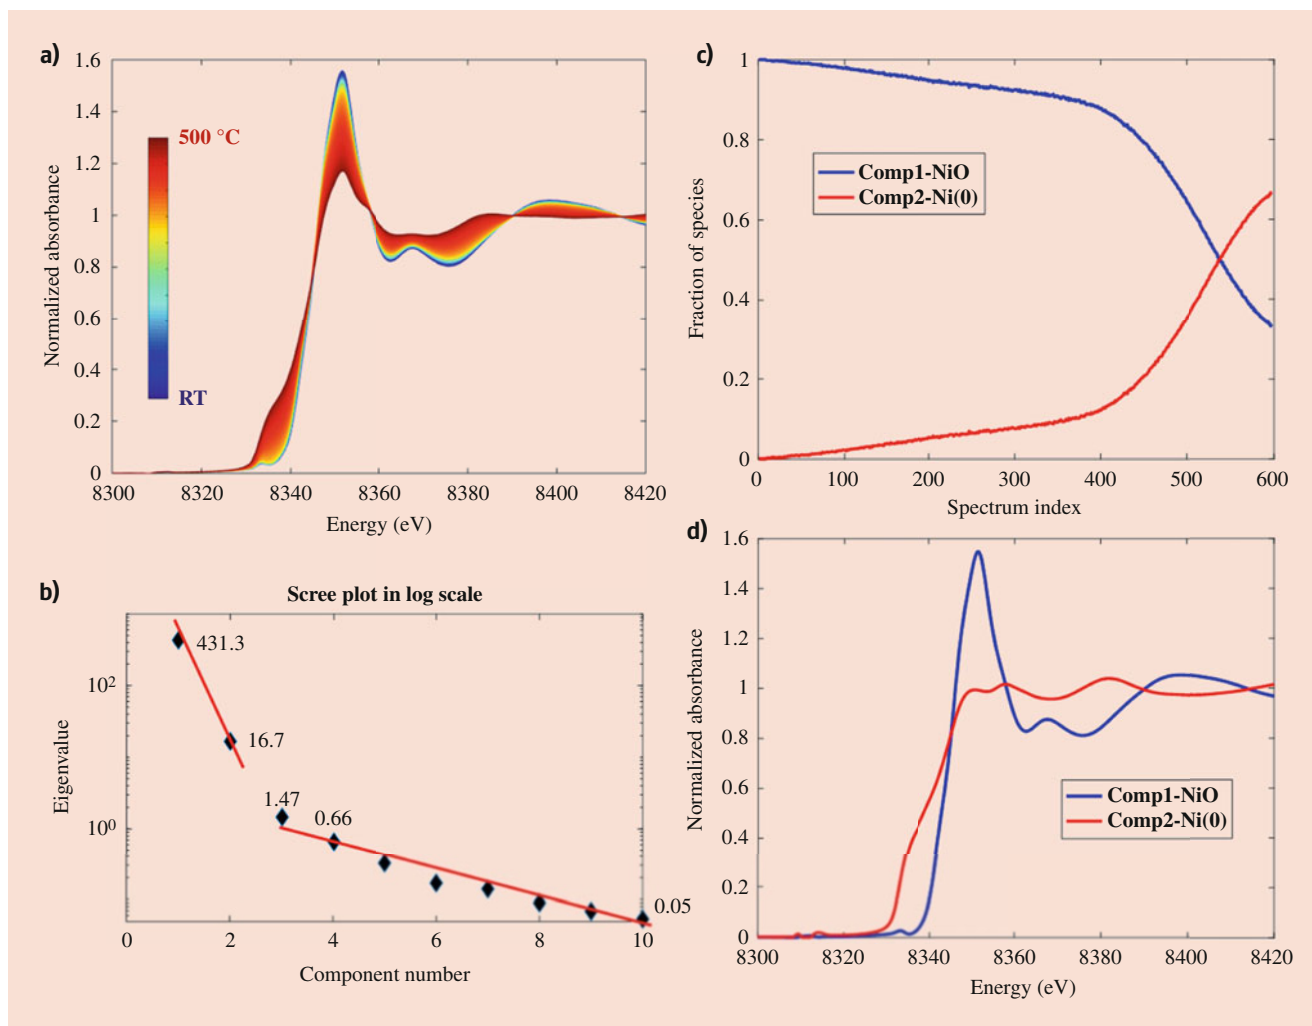 a)
1.6
1.4
1.2
1
0.8
0.6
0.4
0.2
0
Normalized absorbance
500 °C
RT
8300 8320 8340 8360 8380 8400 8420
Energy (eV)
b)
Scree plot in log scale
Eigenvalue
10²
10⁰
431.3
16.7
1.47
0.66
0.05
0 2 4 6 8 10
Component number
c)
1
0.8
0.6
0.4
0.2
0
Fraction of species
Comp1-NiO
Comp2-Ni(0)
0 100 200 300 400 500 600
Spectrum index
d)
1.6
1.4
1.2
1
0.8
0.6
0.4
0.2
0
Normalized absorbance
Comp1-NiO
Comp2-Ni(0)
8300 8320 8340 8360 8380 8400 8420
Energy (eV)